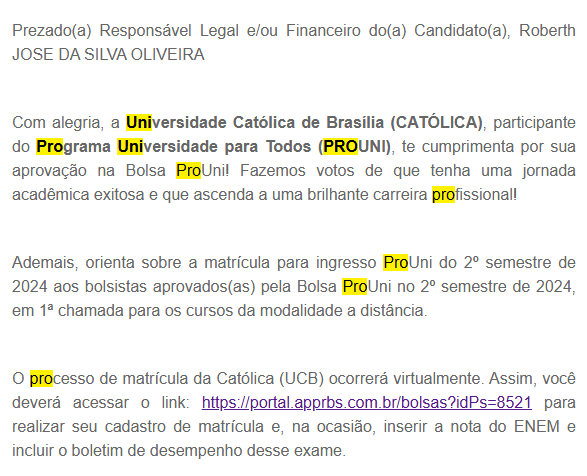 Prezado(a) Responsável Legal e/ou Financeiro do(a) Candidato(a), Roberth
JOSE DA SILVA OLIVEIRA
Com alegria, a Universidade Católica de Brasília (CATÓLICA), participante
do Programa Universidade para Todos (PROUNI), te cumprimenta por sua
aprovação na Bolsa ProUni! Fazemos votos de que tenha uma jornada
acadêmica exitosa e que ascenda a uma brilhante carreira profissional!
Ademais, orienta sobre a matrícula para ingresso ProUni do 2º semestre de
2024 aos bolsistas aprovados(as) pela Bolsa ProUni no 2º semestre de 2024,
em 1ª chamada para os cursos da modalidade a distância.
O processo de matrícula da Católica (UCB) ocorrerá virtualmente. Assim, você
deverá acessar o link: https://portal.apprbs.com.br/bolsas?idPs=8521 para
realizar seu cadastro de matrícula e, na ocasião, inserir a nota do ENEM e
incluir o boletim de desempenho desse exame.